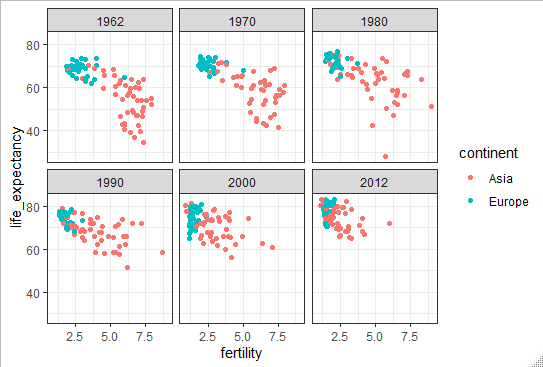 1962 1970 1980
80
60
40
1990 2000 2012
80
60
40
life_expectancy
2.5 5.0 7.5 2.5 5.0 7.5 2.5 5.0 7.5
fertility
continent
Asia
Europe